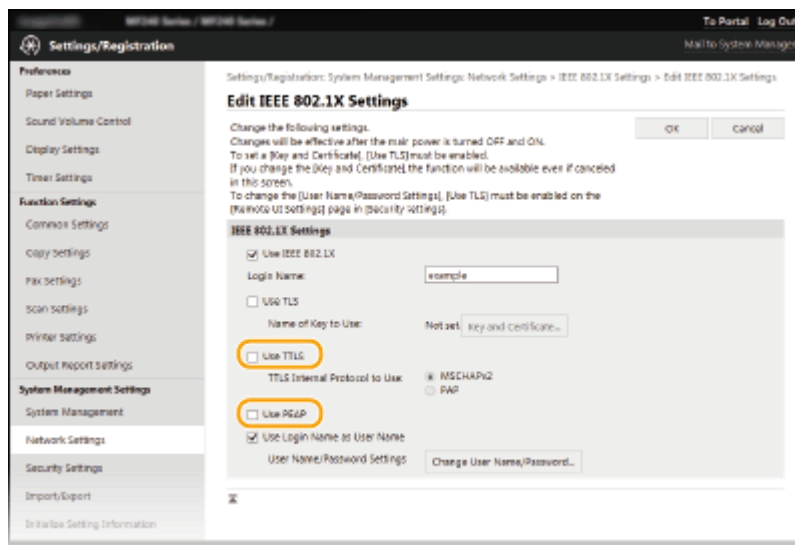 MF240 Series / MF240 Series /
To Portal Log Out
Settings/Registration
Mail to System Manager
Preferences
Paper Settings
Sound Volume Control
Display Settings
Timer Settings
Function Settings
Common Settings
Copy Settings
Fax Settings
Scan Settings
Printer Settings
Output Report Settings
System Management Settings
System Management
Network Settings
Security Settings
Import/Export
Initialize Setting Information
Settings/Registration: System Management Settings: Network Settings > IEEE 802.1X Settings > Edit IEEE 802.1X Settings
Edit IEEE 802.1X Settings
Change the following settings.
Changes will be effective after the main power is turned OFF and ON.
To set a [Key and Certificate], [Use TLS] must be enabled.
If you change the [Key and Certificate], the function will be available even if canceled
in this screen.
To change the [User Name/Password Settings], [Use TLS] must be enabled on the
[Remote UI Settings] page in [Security Settings].
OK
Cancel
IEEE 802.1X Settings
Use IEEE 802.1X
Login Name:
example
Use TLS
Name of Key to Use:
Not set
Key and Certificate...
Use TTLS
TTLS Internal Protocol to Use:
MSCHAPv2
PAP
Use PEAP
Use Login Name as User Name
User Name/Password Settings
Change User Name/Password...